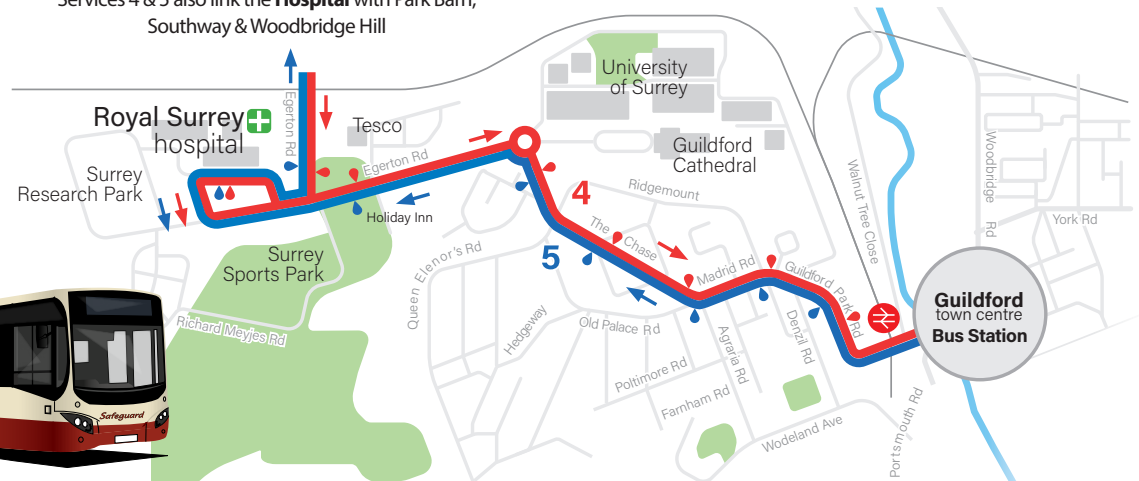 Services 4 & 5 also link the Hospital with Park Barn,
Southway & Woodbridge Hill
Egerton Rd
Royal Surrey
hospital
Tesco
Egerton Rd
Surrey
Research Park
Holiday Inn
Surrey
Sports Park
Richard Meyjes Rd
University
of Surrey
Guildford
Cathedral
4
5
Ridgemount
The Chase
Madrid Rd
Guildford Park Rd
Walnut Tree Close
Woodbridge Rd
York Rd
Queen Elenor's Rd
Hedgeway
Old Palace Rd
Agraria Rd
Denzil Rd
Poltimore Rd
Farnham Rd
Wodeland Ave
Portsmouth Rd
Guildford
town centre
Bus Station
Safeguard